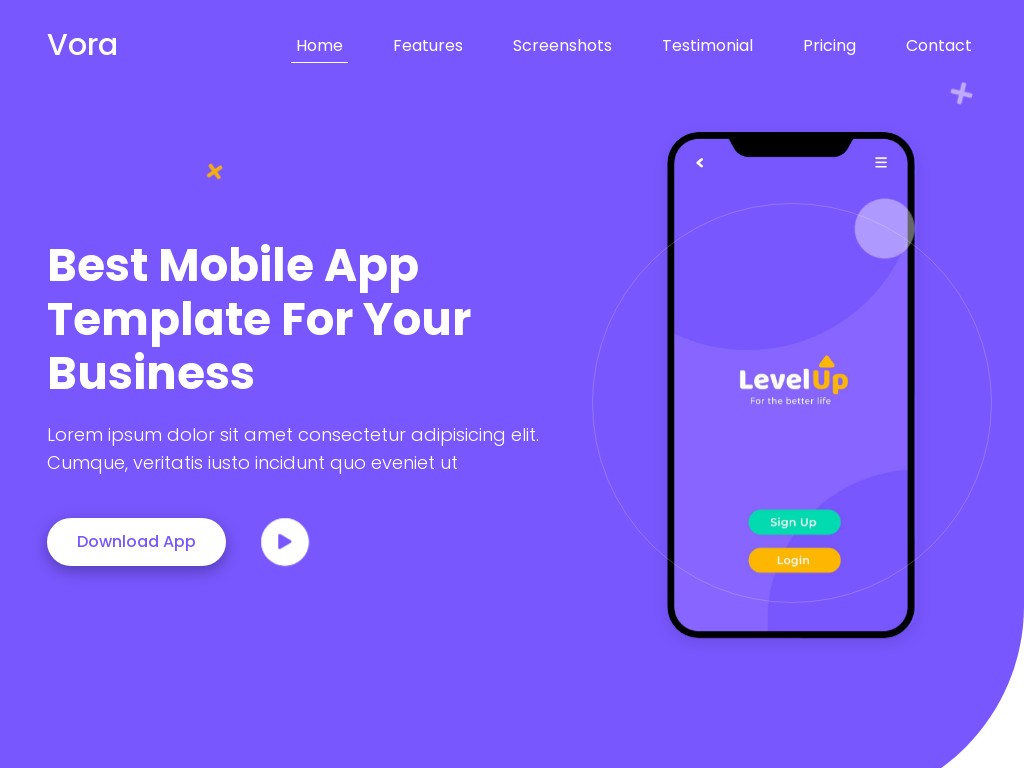 Vora
Home Features Screenshots Testimonial Pricing Contact
Best Mobile App
Template For Your
Business
Lorem ipsum dolor sit amet consectetur adipisicing elit.
Cumque, veritatis iusto incidunt quo eveniet ut
Download App
LevelUp
For the better life
Sign Up
Login